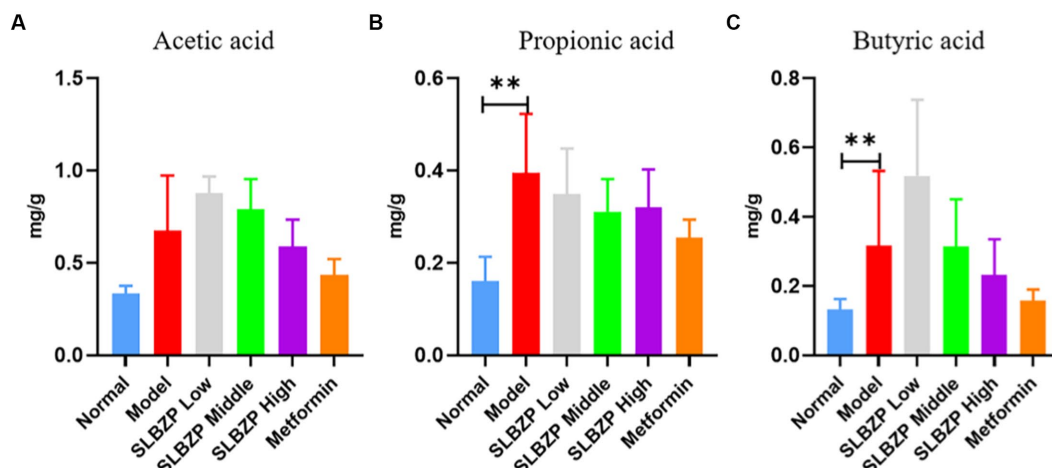 A
Acetic acid
mg/g
1.5
1.0
0.5
0.0
Normal
Model
SLBZP Low
SLBZP Middle
SLBZP High
Metformin
B
Propionic acid
mg/g
0.6
0.4
0.2
0.0
**
Normal
Model
SLBZP Low
SLBZP Middle
SLBZP High
Metformin
C
Butyric acid
mg/g
0.8
0.6
0.4
0.2
0.0
**
Normal
Model
SLBZP Low
SLBZP Middle
SLBZP High
Metformin